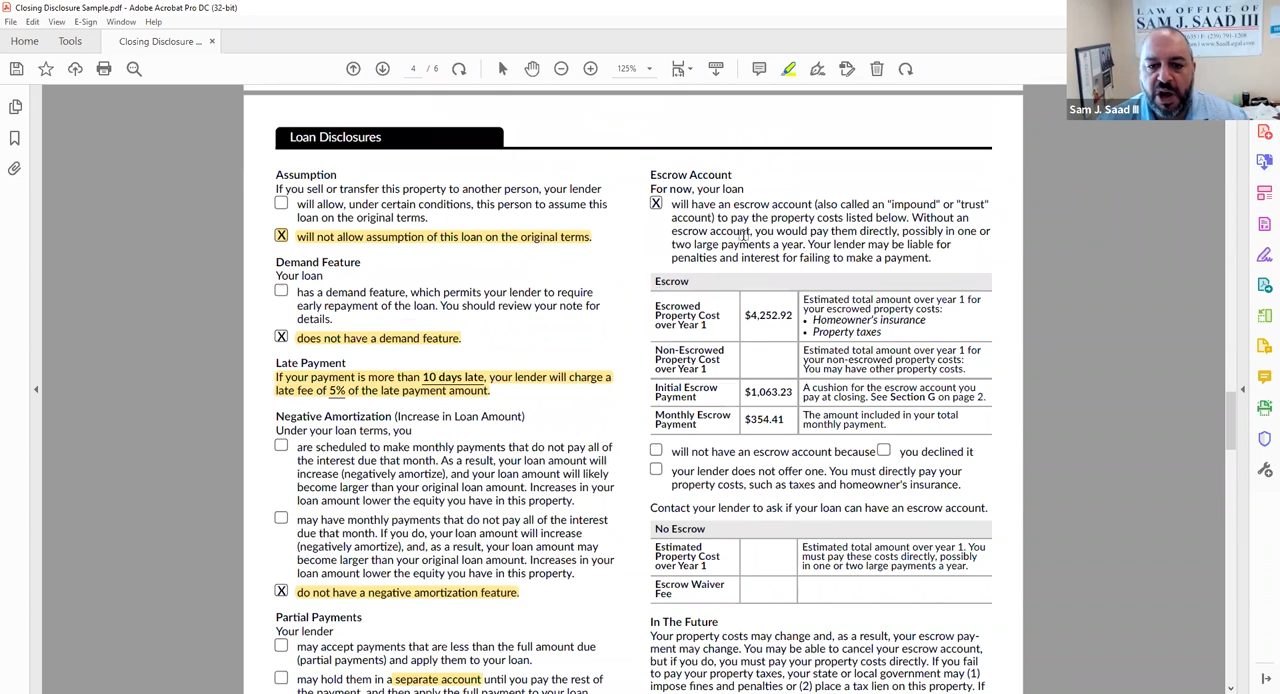 Closing Disclosure Sample.pdf - Adobe Acrobat Pro DC (32-bit)
File Edit View E-Sign Window Help
Home Tools Closing Disclosure ... ×
4 / 6 125%
LAW OFFICE OF
SAM J. SAAD III
Sam J. Saad III
Loan Disclosures
Assumption
If you sell or transfer this property to another person, your lender
will allow, under certain conditions, this person to assume this
loan on the original terms.
X will not allow assumption of this loan on the original terms.
Demand Feature
Your loan
has a demand feature, which permits your lender to require
early repayment of the loan. You should review your note for
details.
X does not have a demand feature.
Late Payment
If your payment is more than 10 days late, your lender will charge a
late fee of 5% of the late payment amount.
Negative Amortization (Increase in Loan Amount)
Under your loan terms, you
are scheduled to make monthly payments that do not pay all of
the interest due that month. As a result, your loan amount will
increase (negatively amortize), and your loan amount will likely
become larger than your original loan amount. Increases in your
loan amount lower the equity you have in this property.
may have monthly payments that do not pay all of the interest
due that month. If you do, your loan amount will increase
(negatively amortize), and, as a result, your loan amount may
become larger than your original loan amount. Increases in your
loan amount lower the equity you have in this property.
X do not have a negative amortization feature.
Partial Payments
Your lender
may accept payments that are less than the full amount due
(partial payments) and apply them to your loan.
may hold them in a separate account until you pay the rest of
the payment, and then apply the full payment to your loan.
Escrow Account
For now, your loan
X will have an escrow account (also called an "impound" or "trust"
account) to pay the property costs listed below. Without an
escrow account, you would pay them directly, possibly in one or
two large payments a year. Your lender may be liable for
penalties and interest for failing to make a payment.
Escrow
Escrowed
Property Cost
over Year 1
$4,252.92
Estimated total amount over year 1 for
your escrowed property costs:
• Homeowner's insurance
• Property taxes
Non-Escrowed
Property Cost
over Year 1
Estimated total amount over year 1 for
your non-escrowed property costs:
You may have other property costs.
Initial Escrow
Payment
$1,063.23
A cushion for the escrow account you
pay at closing. See Section G on page 2.
Monthly Escrow
Payment
$354.41
The amount included in your total
monthly payment.
will not have an escrow account because you declined it
your lender does not offer one. You must directly pay your
property costs, such as taxes and homeowner's insurance.
Contact your lender to ask if your loan can have an escrow account.
No Escrow
Estimated
Property Cost
over Year 1
Estimated total amount over year 1. You
must pay these costs directly, possibly
in one or two large payments a year.
Escrow Waiver
Fee
In The Future
Your property costs may change and, as a result, your escrow pay-
ment may change. You may be able to cancel your escrow account,
but if you do, you must pay your property costs directly. If you fail
to pay your property taxes, your state or local government may (1)
impose fines and penalties or (2) place a tax lien on this property. If